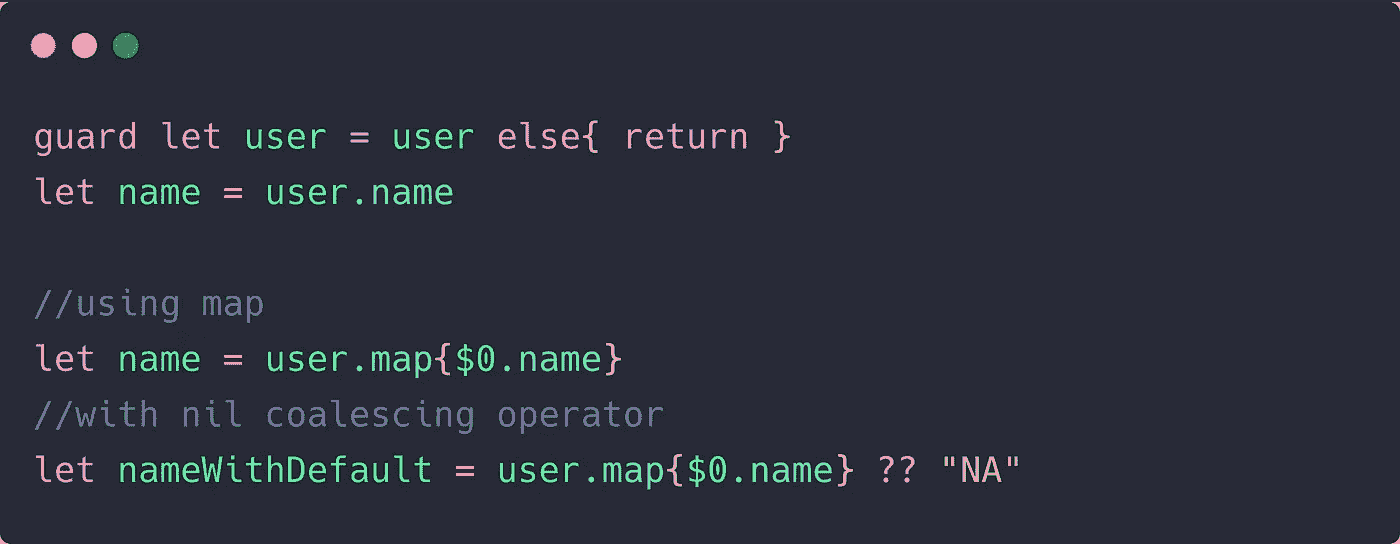 guard let user = user else{ return }
let name = user.name
//using map
let name = user.map{$0.name}
//with nil coalescing operator
let nameWithDefault = user.map{$0.name} ?? "NA"